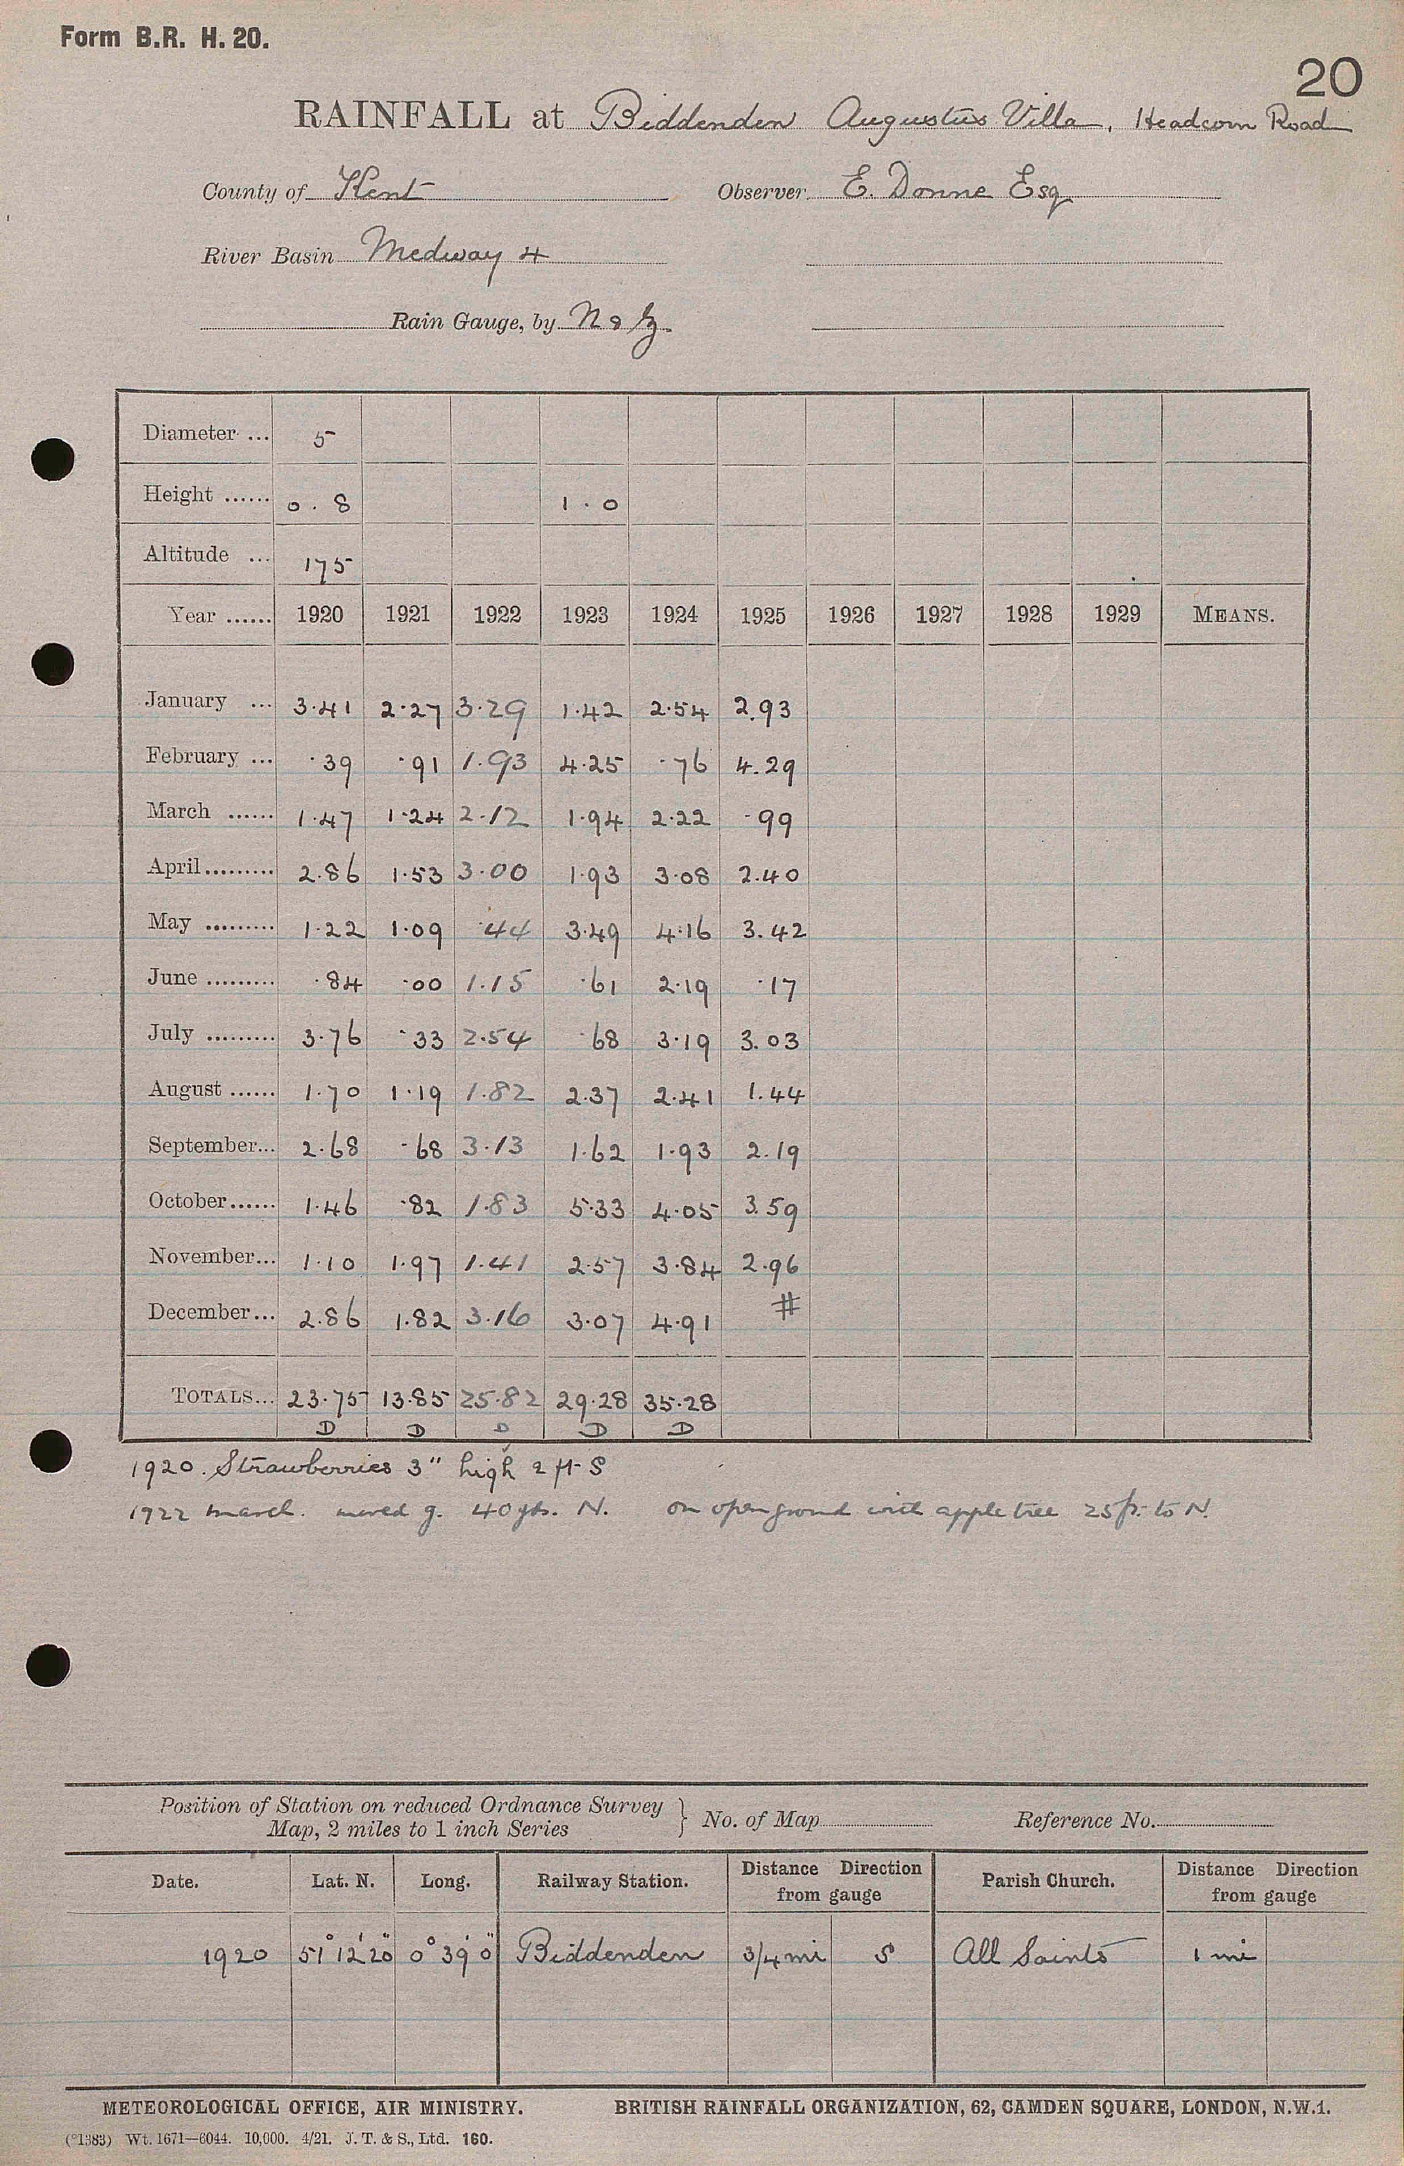 Form B.R. H. 20.
20
RAINFALL at Biddenden Augustus Villa, Headcorn Road
County of Kent Observer E. Donne Esq
River Basin Medway 4
Rain Gauge, by N & Z
Diameter ... 5
Height ...... 0.8 1.0
Altitude ... 175
Year ...... 1920 1921 1922 1923 1924 1925 1926 1927 1928 1929 MEANS.
January ... 3.41 2.27 3.29 1.42 2.54 2.93
February ... .39 .91 1.93 4.25 .76 4.29
March ...... 1.47 1.24 2.12 1.94 2.22 .99
April......... 2.86 1.53 3.00 1.93 3.08 2.40
May ......... 1.22 1.09 .44 3.49 4.16 3.42
June ......... .84 .00 1.15 .61 2.19 .17
July ......... 3.76 .33 2.54 .68 3.19 3.03
August ...... 1.70 1.19 1.82 2.37 2.41 1.44
September... 2.68 .68 3.13 1.62 1.93 2.19
October...... 1.46 .82 1.83 5.33 4.05 3.59
November... 1.10 1.97 1.41 2.57 3.84 2.96
December... 2.86 1.82 3.16 3.07 4.91 #
TOTALS... 23.75 13.85 25.82 29.28 35.28
D D D D D
1920. Strawberries 3" high 2 ft S
1922 march. moved g. 40 yds. N. on open ground with apple tree 25 ft. to N.
Position of Station on reduced Ordnance Survey
Map, 2 miles to 1 inch Series } No. of Map Reference No.
Date. Lat. N. Long. Railway Station. Distance Direction from gauge Parish Church. Distance Direction from gauge
1920 51° 12' 20" 0° 39' 0" Biddenden 3/4 mi S All Saints 1 mi
METEOROLOGICAL OFFICE, AIR MINISTRY. BRITISH RAINFALL ORGANIZATION, 62, CAMDEN SQUARE, LONDON, N.W.1.
(°1383) Wt. 1671—6044. 10,000. 4/21. J. T. & S., Ltd. 160.